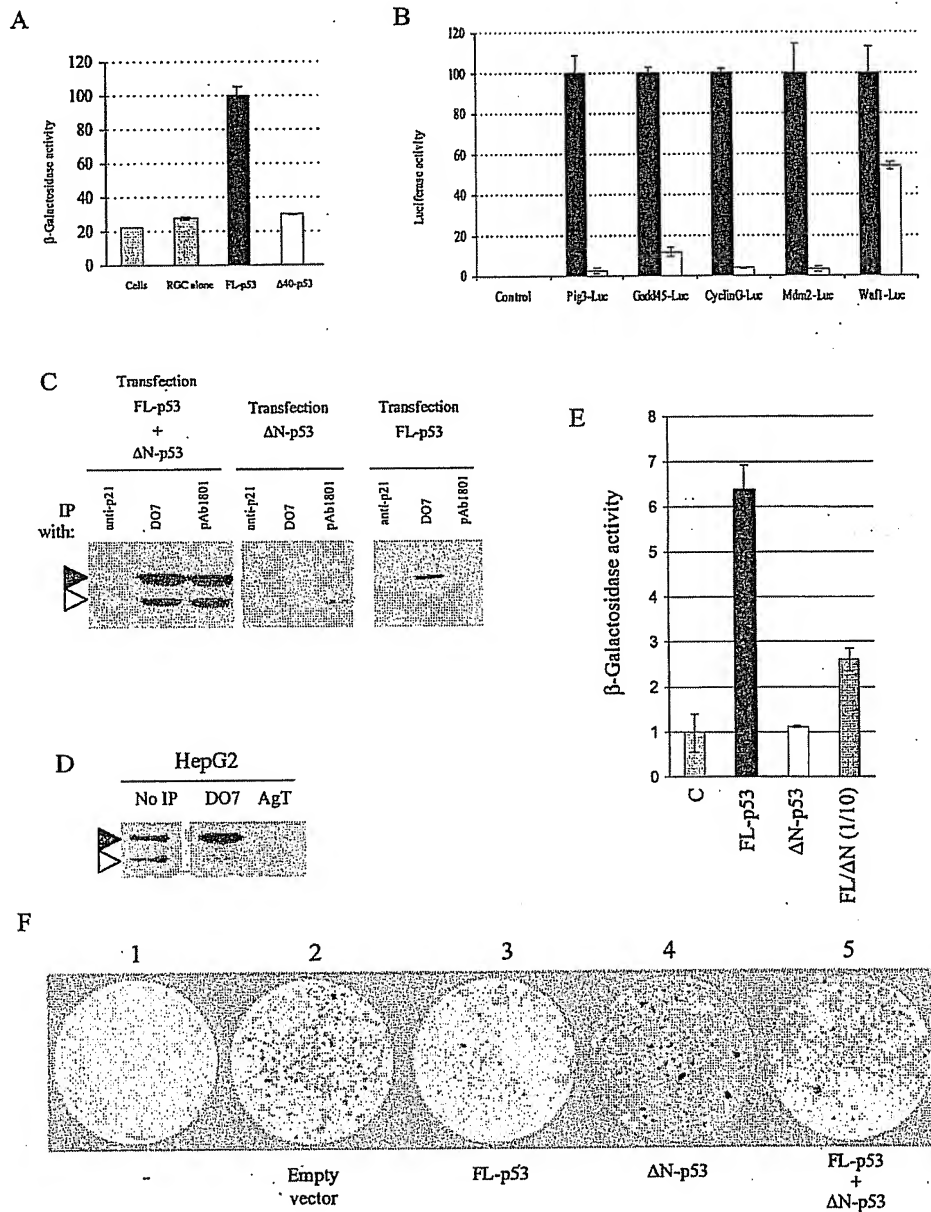 A
β-Galactosidase activity
120
100
80
60
40
20
0
Cells
RGC alone
FL-p53
Δ40-p53
B
Luciferase activity
120
100
80
60
40
20
0
Control
Pig3-Luc
Gadd45-Luc
CyclinG-Luc
Mdm2-Luc
Waf1-Luc
C
Transfection
FL-p53
+
ΔN-p53
Transfection
ΔN-p53
Transfection
FL-p53
IP
with:
anti-p21
DO7
pAb1801
anti-p21
DO7
pAb1801
anti-p21
DO7
pAb1801
D
HepG2
No IP
DO7
AgT
E
β-Galactosidase activity
8
7
6
5
4
3
2
1
0
C
FL-p53
ΔN-p53
FL/ΔN (1/10)
F
1
2
3
4
5
-
Empty
vector
FL-p53
ΔN-p53
FL-p53
+
ΔN-p53